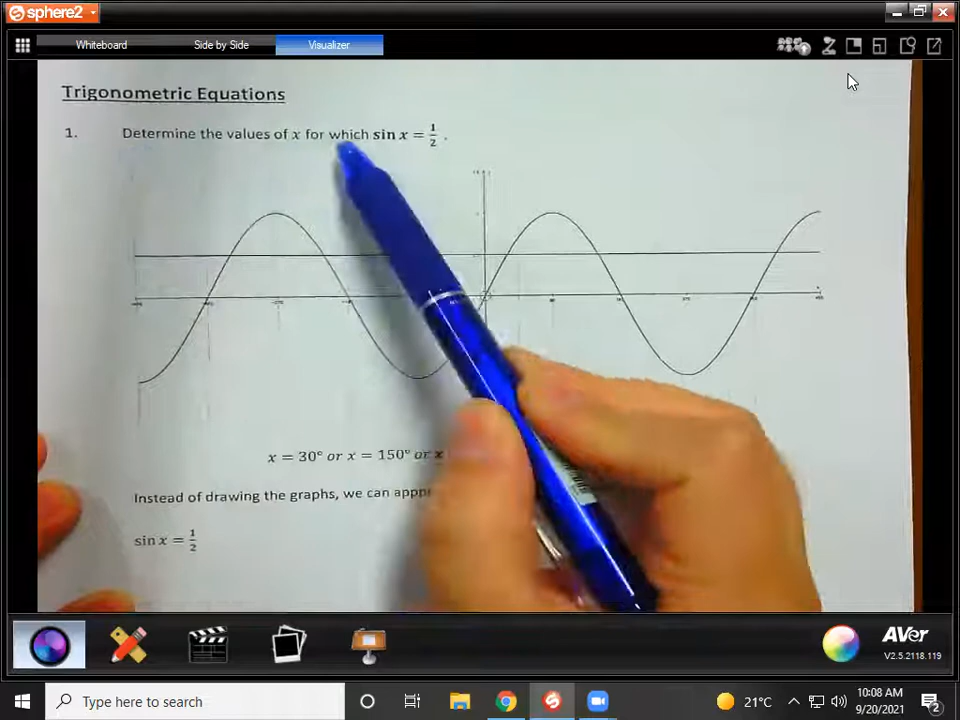 sphere2
Whiteboard
Side by Side
Visualizer
Trigonometric Equations
1. Determine the values of x for which sin x = 1/2 .
x = 30° or x = 150° or x
Instead of drawing the graphs, we can
sin x = 1/2
AVer
V2.5.2118.119
Type here to search
21°C
10:08 AM
9/20/2021
2